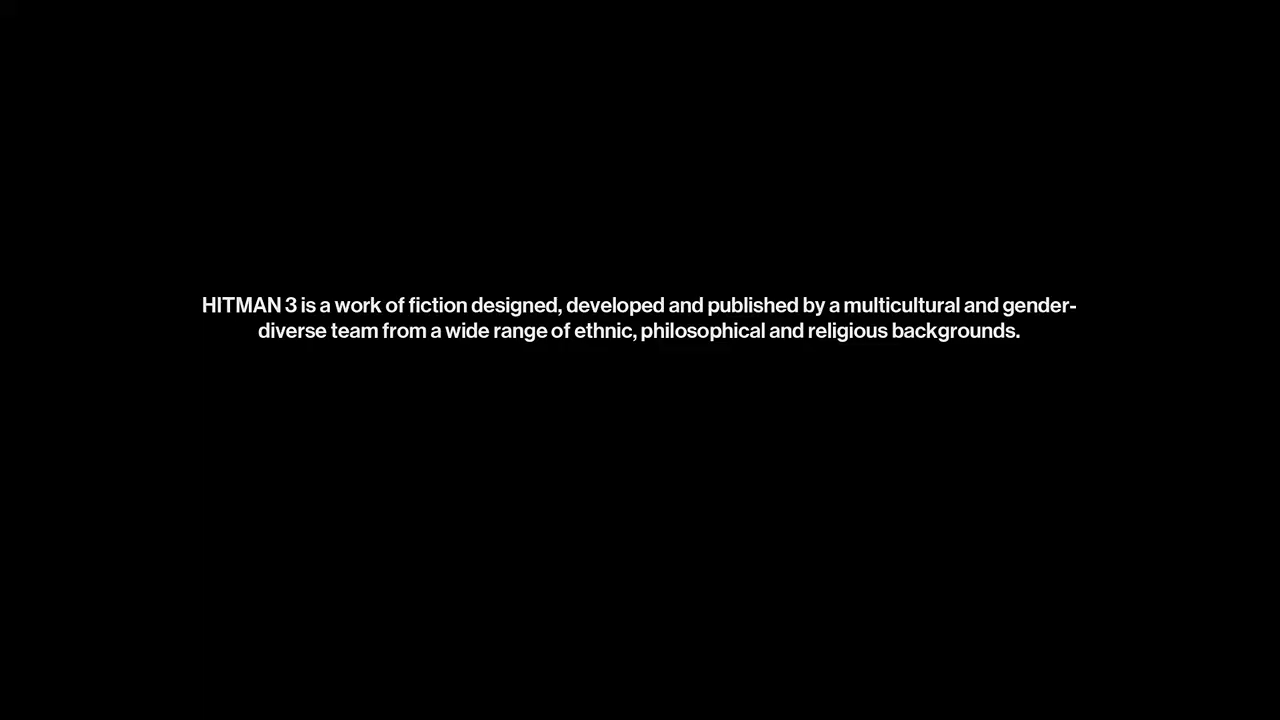 HITMAN 3 is a work of fiction designed, developed and published by a multicultural and gender-
diverse team from a wide range of ethnic, philosophical and religious backgrounds.